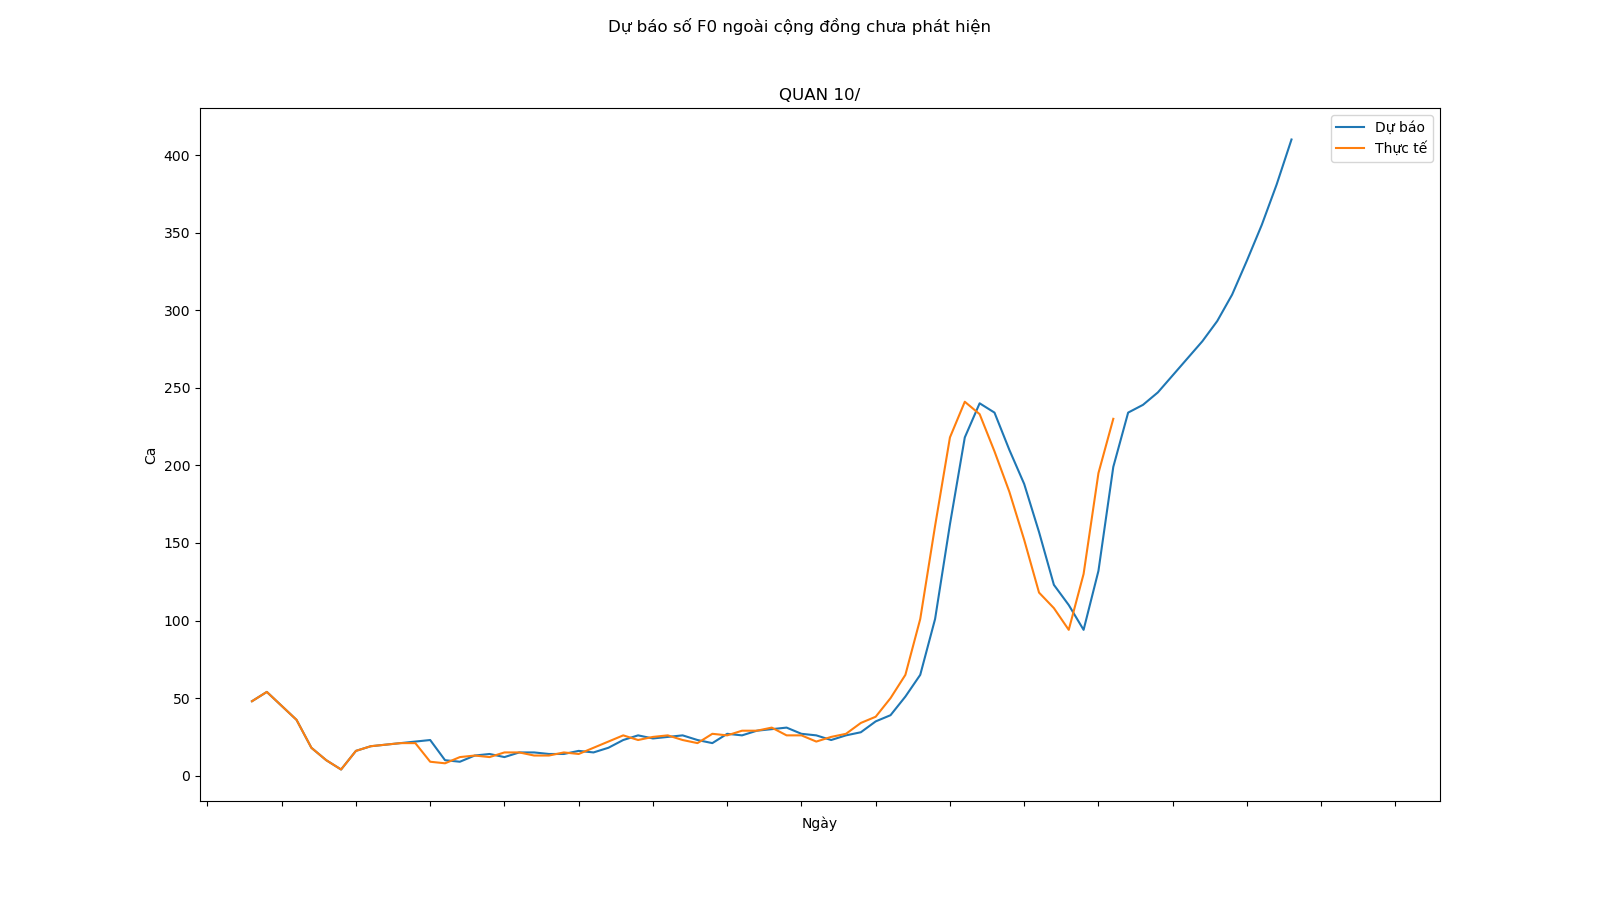 Dự báo số F0 ngoài cộng đồng chưa phát hiện
QUAN 10/
Dự báo
Thực tế
400
350
300
250
200
150
100
50
0
Ca
Ngày